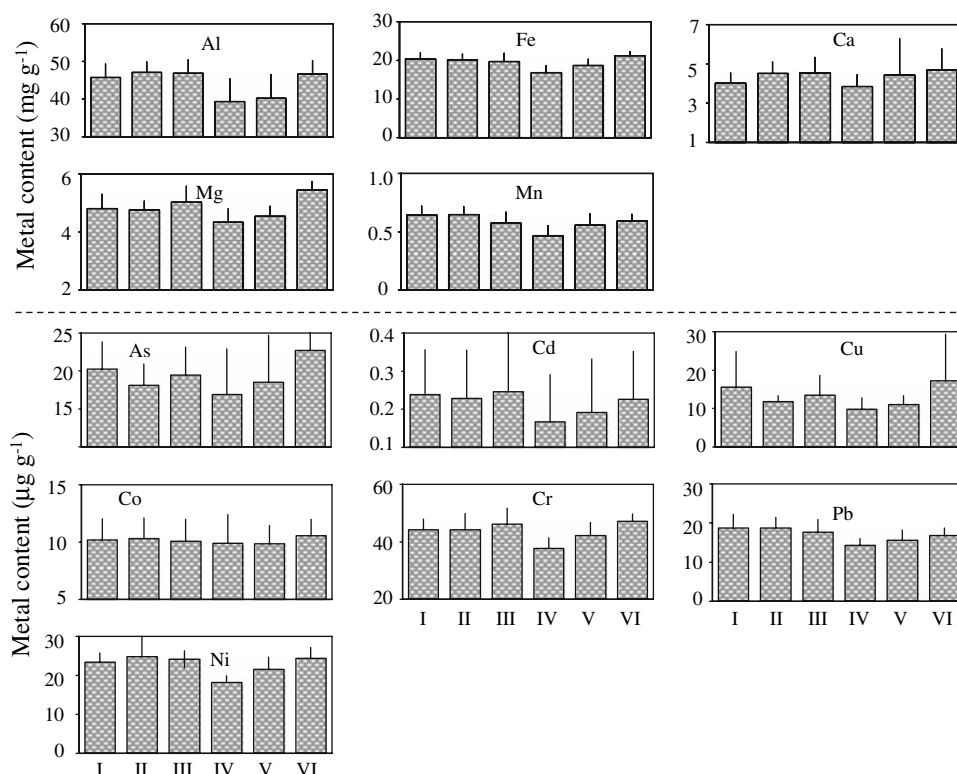 Metal content (mg g⁻¹)
60
50
40
30
Al
30
20
10
0
Fe
7
5
3
1
Ca
6
4
2
Mg
1.0
0.5
0
Mn
Metal content (μg g⁻¹)
25
20
15
As
0.4
0.3
0.2
0.1
Cd
30
20
10
0
Cu
15
10
5
Co
60
40
20
Cr
I II III IV V VI
30
20
10
0
Pb
I II III IV V VI
30
20
10
0
Ni
I II III IV V VI